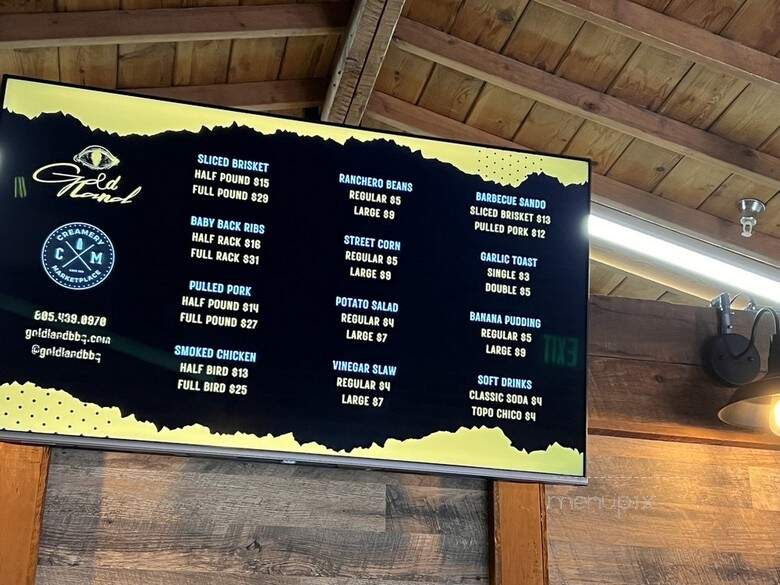 Gold Land
CREAMERY
C M
MARKETPLACE
805.439.0970
goldlandbbq.com
@goldlandbbq
SLICED BRISKET
HALF POUND $15
FULL POUND $29
BABY BACK RIBS
HALF RACK $16
FULL RACK $31
PULLED PORK
HALF POUND $14
FULL POUND $27
SMOKED CHICKEN
HALF BIRD $13
FULL BIRD $25
RANCHERO BEANS
REGULAR $5
LARGE $9
STREET CORN
REGULAR $5
LARGE $9
POTATO SALAD
REGULAR $4
LARGE $7
VINEGAR SLAW
REGULAR $4
LARGE $7
BARBECUE SANDO
SLICED BRISKET $13
PULLED PORK $12
GARLIC TOAST
SINGLE $3
DOUBLE $5
BANANA PUDDING
REGULAR $5
LARGE $9
SOFT DRINKS
CLASSIC SODA $4
TOPO CHICO $4
EXIT
menupix